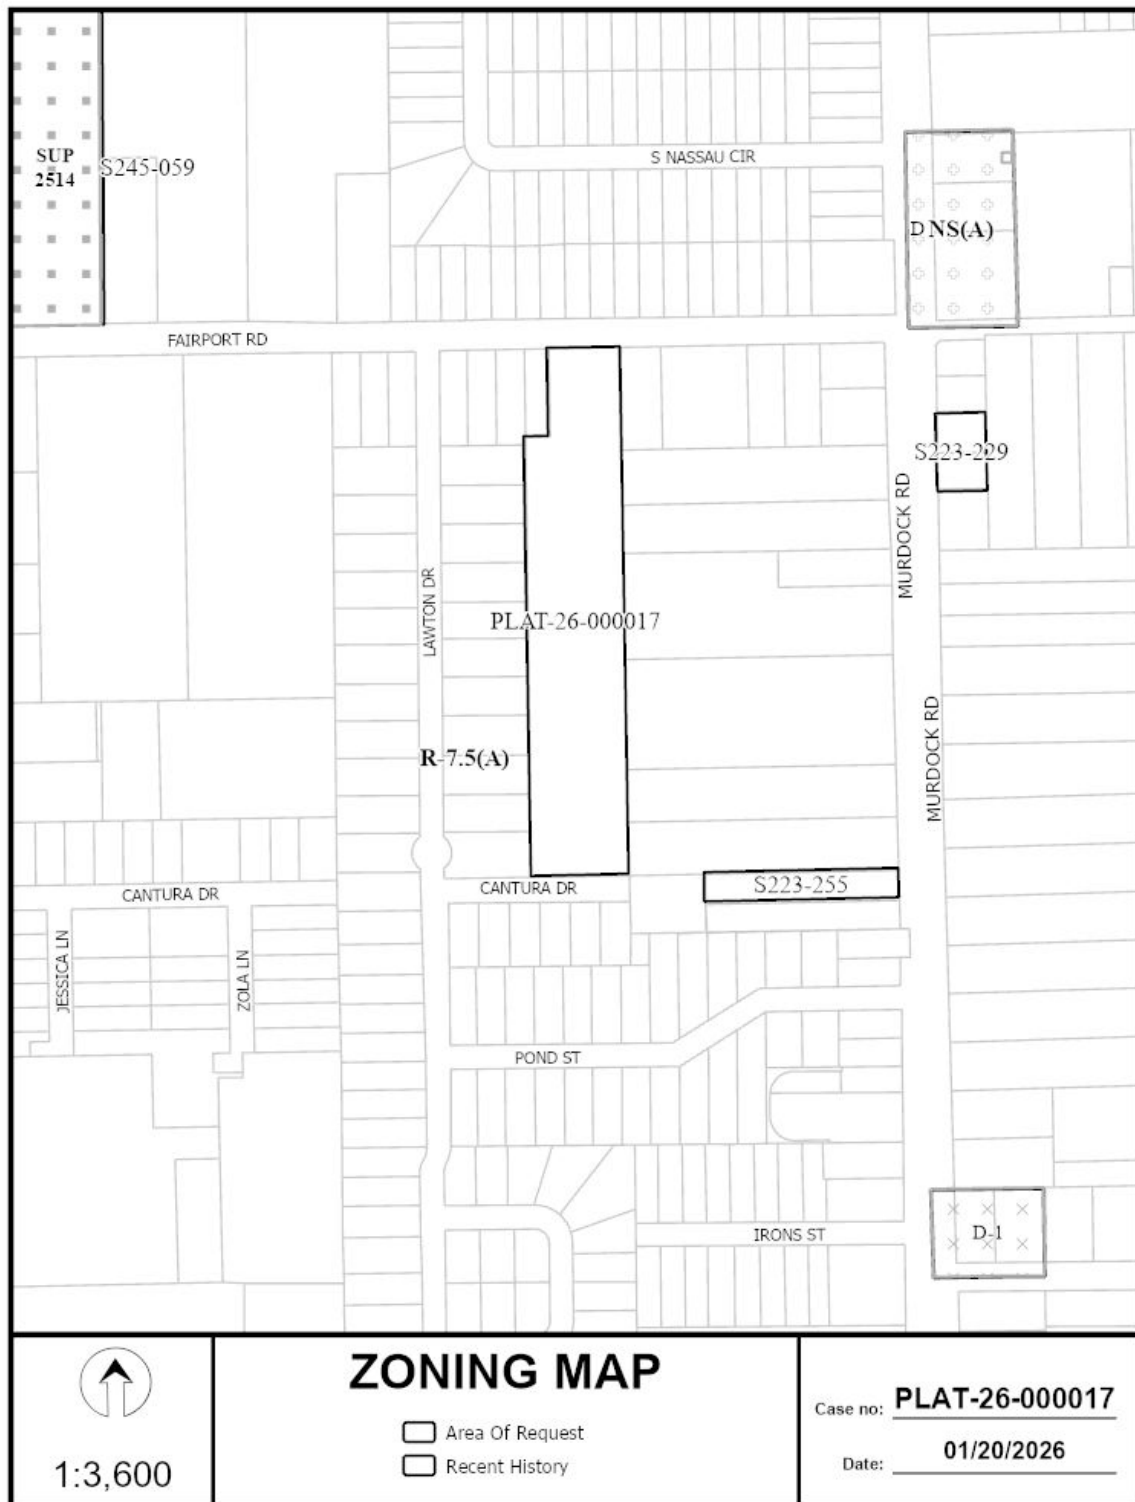 SUP
2514
S245-059
S NASSAU CIR
D NS(A)
FAIRPORT RD
S223-229
MURDOCK RD
LAWTON DR
PLAT-26-000017
MURDOCK RD
R-7.5(A)
CANTURA DR
CANTURA DR
S223-255
JESSICA LN
ZOLA LN
POND ST
IRONS ST
D-1
1:3,600
ZONING MAP
Area Of Request
Recent History
Case no: PLAT-26-000017
Date: 01/20/2026